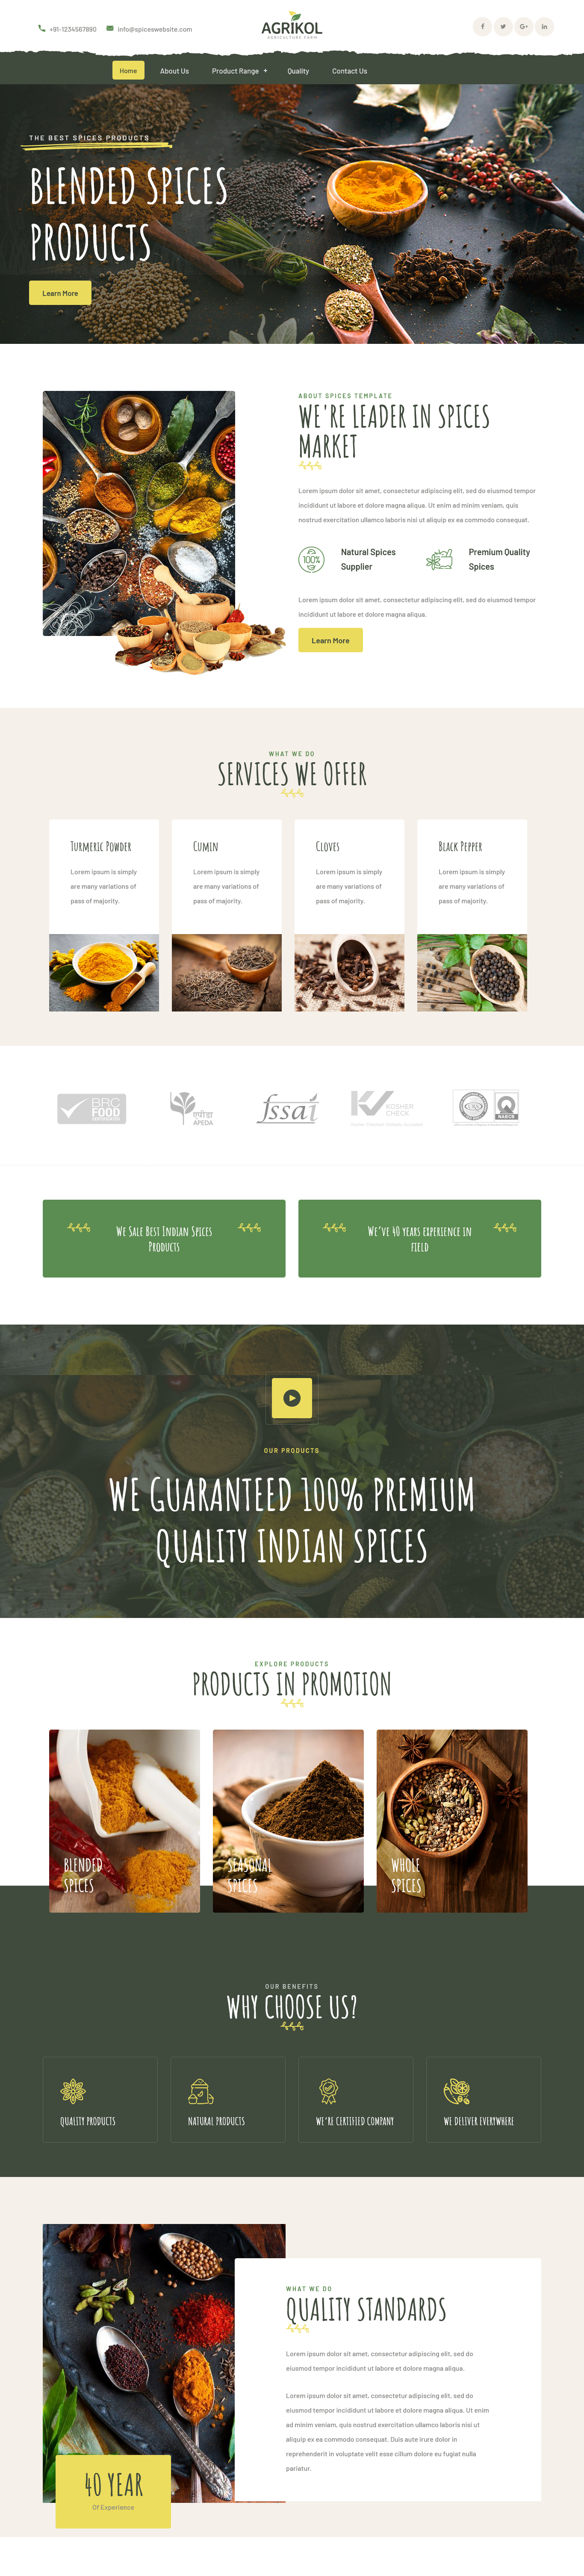 +91-1234567890
info@spiceswebsite.com
AGRIKOL
AGRICULTURE FARM
G+
in
Home
About Us
Product Range +
Quality
Contact Us
THE BEST SPICES PRODUCTS
BLENDED SPICES
PRODUCTS
Learn More
ABOUT SPICES TEMPLATE
WE'RE LEADER IN SPICES
MARKET
Lorem ipsum dolor sit amet, consectetur adipiscing elit, sed do eiusmod tempor
incididunt ut labore et dolore magna aliqua. Ut enim ad minim veniam, quis
nostrud exercitation ullamco laboris nisi ut aliquip ex ea commodo consequat.
100%
Natural Spices
Supplier
Premium Quality
Spices
Lorem ipsum dolor sit amet, consectetur adipiscing elit, sed do eiusmod tempor
incididunt ut labore et dolore magna aliqua.
Learn More
WHAT WE DO
SERVICES WE OFFER
TURMERIC POWDER
Lorem ipsum is simply
are many variations of
pass of majority.
CUMIN
Lorem ipsum is simply
are many variations of
pass of majority.
CLOVES
Lorem ipsum is simply
are many variations of
pass of majority.
BLACK PEPPER
Lorem ipsum is simply
are many variations of
pass of majority.
BRC
FOOD
CERTIFICATED
एपीडा
APEDA
fssai
KOSHER
CHECK
NABCB
WE SALE BEST INDIAN SPICES
PRODUCTS
WE'VE 40 YEARS EXPERIENCE IN
FIELD
OUR PRODUCTS
WE GUARANTEED 100% PREMIUM
QUALITY INDIAN SPICES
EXPLORE PRODUCTS
PRODUCTS IN PROMOTION
BLENDED
SPICES
SEASONAL
SPICES
WHOLE
SPICES
OUR BENEFITS
WHY CHOOSE US?
QUALITY PRODUCTS
NATURAL PRODUCTS
WE'RE CERTIFIED COMPANY
WE DELIVER EVERYWHERE
WHAT WE DO
QUALITY STANDARDS
Lorem ipsum dolor sit amet, consectetur adipiscing elit, sed do
eiusmod tempor incididunt ut labore et dolore magna aliqua.
Lorem ipsum dolor sit amet, consectetur adipiscing elit, sed do
eiusmod tempor incididunt ut labore et dolore magna aliqua. Ut enim
ad minim veniam, quis nostrud exercitation ullamco laboris nisi ut
aliquip ex ea commodo consequat. Duis aute irure dolor in
reprehenderit in voluptate velit esse cillum dolore eu fugiat nulla
pariatur.
40 YEAR
Of Experience